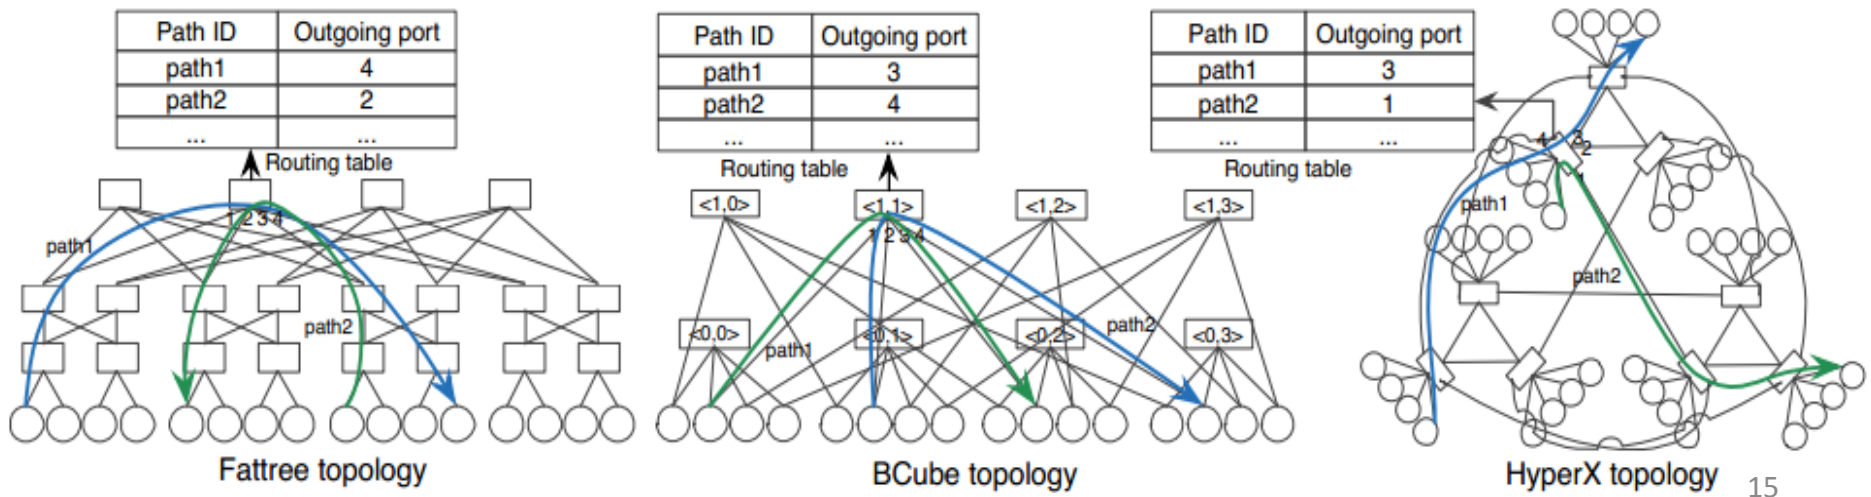 Path ID Outgoing port
path1 4
path2 2
... ...
Routing table
1 2 3 4
path1
path2
Fattree topology
Path ID Outgoing port
path1 3
path2 4
... ...
Routing table
<1,0> <1,1> <1,2> <1,3>
1 2 3 4
<0,0> <0,1> <0,2> <0,3>
path1
path2
BCube topology
Path ID Outgoing port
path1 3
path2 1
... ...
Routing table
4 3
2
1
path1
path2
HyperX topology
15